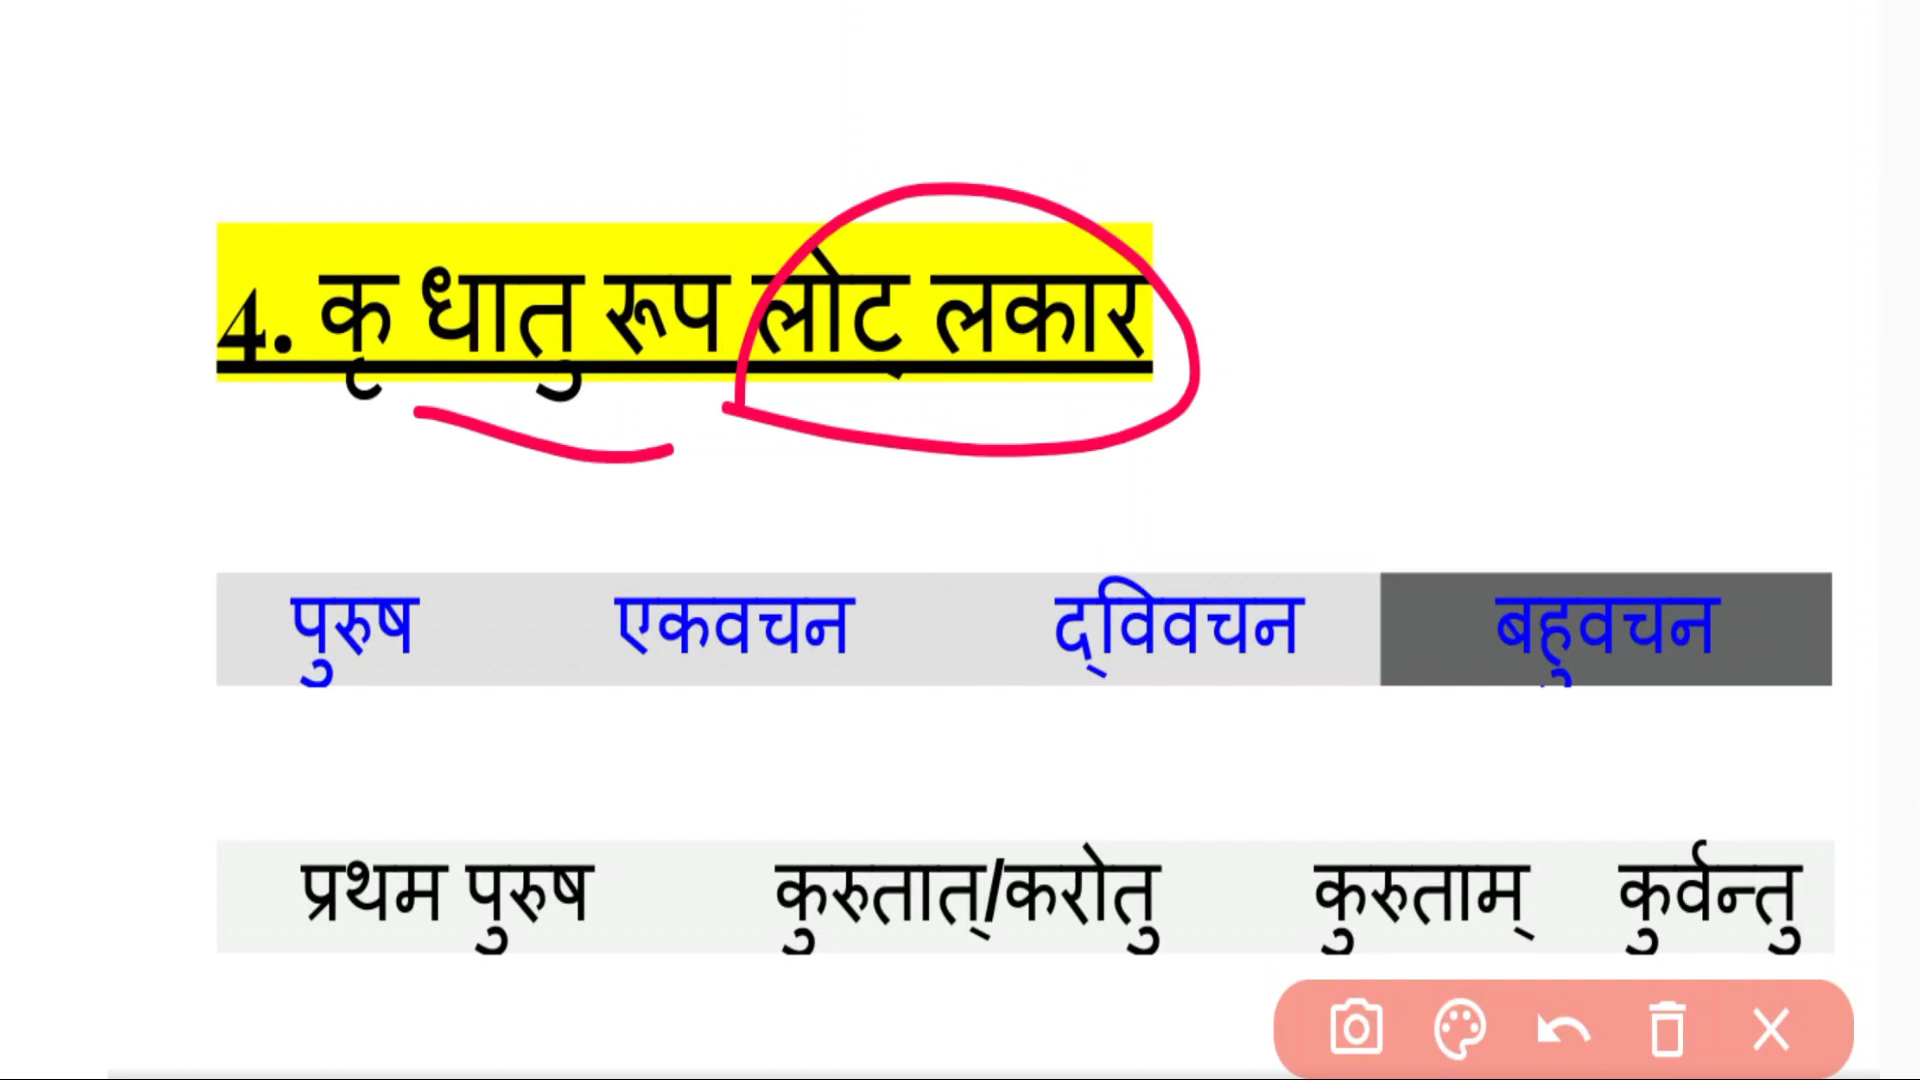 4. कृ धातु रूप लोट् लकार
पुरुष एकवचन द्विवचन बहुवचन
प्रथम पुरुष कुरुतात्/करोतु कुरुताम् कुर्वन्तु